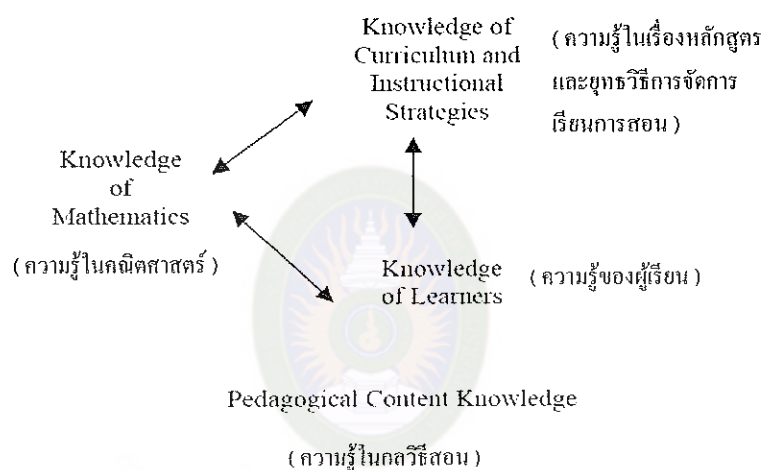 Knowledge of
Curriculum and
Instructional
Strategies
( ความรู้ในเรื่องหลักสูตร
และยุทธวิธีการจัดการ
เรียนการสอน )
Knowledge
of
Mathematics
( ความรู้ในคณิตศาสตร์ )
Knowledge
of Learners
( ความรู้ของผู้เรียน )
Pedagogical Content Knowledge
( ความรู้ในกลวิธีสอน )